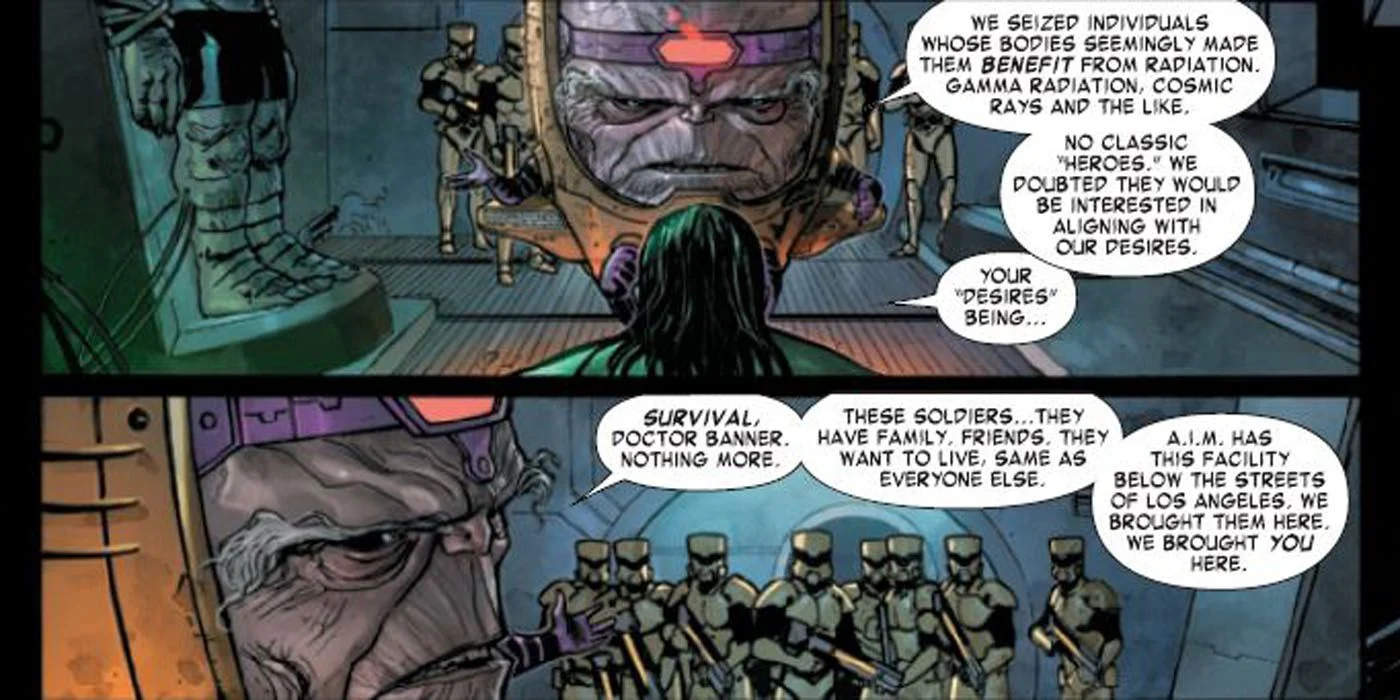 WE SEIZED INDIVIDUALS
WHOSE BODIES SEEMINGLY MADE
THEM BENEFIT FROM RADIATION.
GAMMA RADIATION, COSMIC
RAYS AND THE LIKE.
NO CLASSIC
"HEROES." WE
DOUBTED THEY WOULD
BE INTERESTED IN
ALIGNING WITH
OUR DESIRES.
YOUR
"DESIRES"
BEING...
SURVIVAL,
DOCTOR BANNER.
NOTHING MORE.
THESE SOLDIERS...THEY
HAVE FAMILY. FRIENDS. THEY
WANT TO LIVE, SAME AS
EVERYONE ELSE.
A.I.M. HAS
THIS FACILITY
BELOW THE STREETS
OF LOS ANGELES. WE
BROUGHT THEM HERE.
WE BROUGHT YOU
HERE.